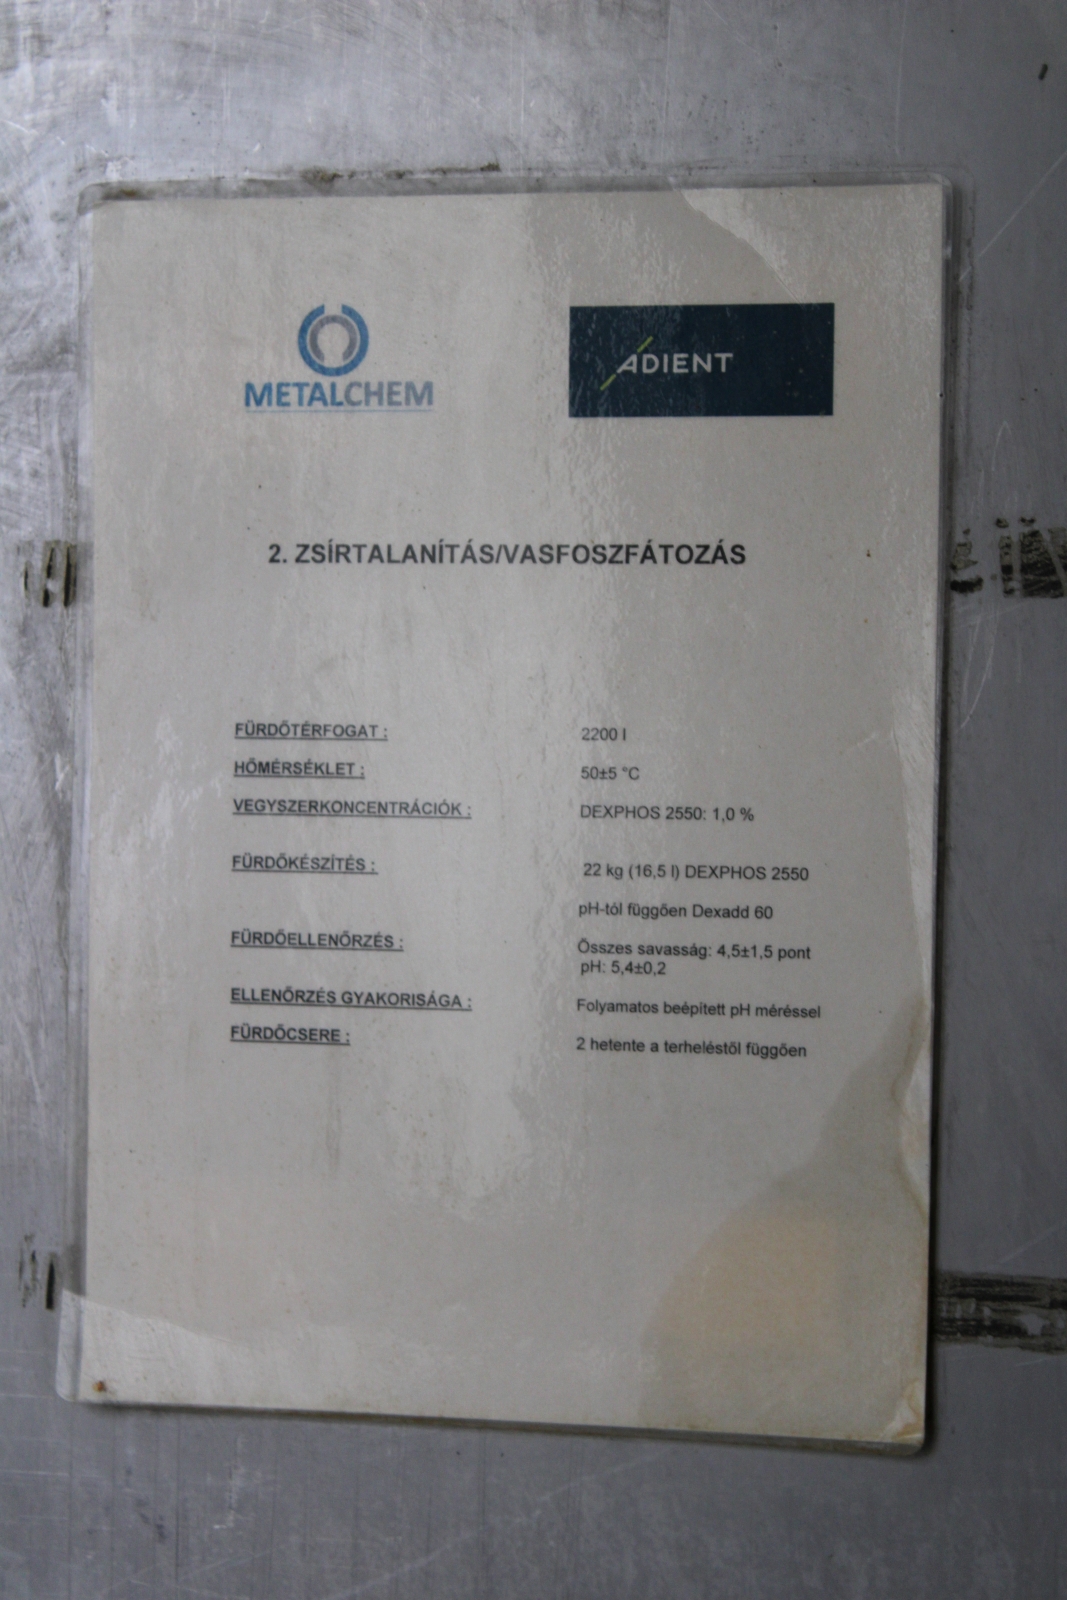 METALCHEM
ADIENT
2. ZSÍRTALANÍTÁS/VASFOSZFÁTOZÁS
FÜRDŐTÉRFOGAT : 2200 l
HŐMÉRSÉKLET : 50±5 °C
VEGYSZERKONCENTRÁCIÓK : DEXPHOS 2550: 1,0 %
FÜRDŐKÉSZÍTÉS : 22 kg (16,5 l) DEXPHOS 2550
pH-tól függően Dexadd 60
FÜRDŐELLENŐRZÉS : Összes savasság: 4,5±1,5 pont
pH: 5,4±0,2
ELLENŐRZÉS GYAKORISÁGA : Folyamatos beépített pH méréssel
FÜRDŐCSERE : 2 hetente a terheléstől függően